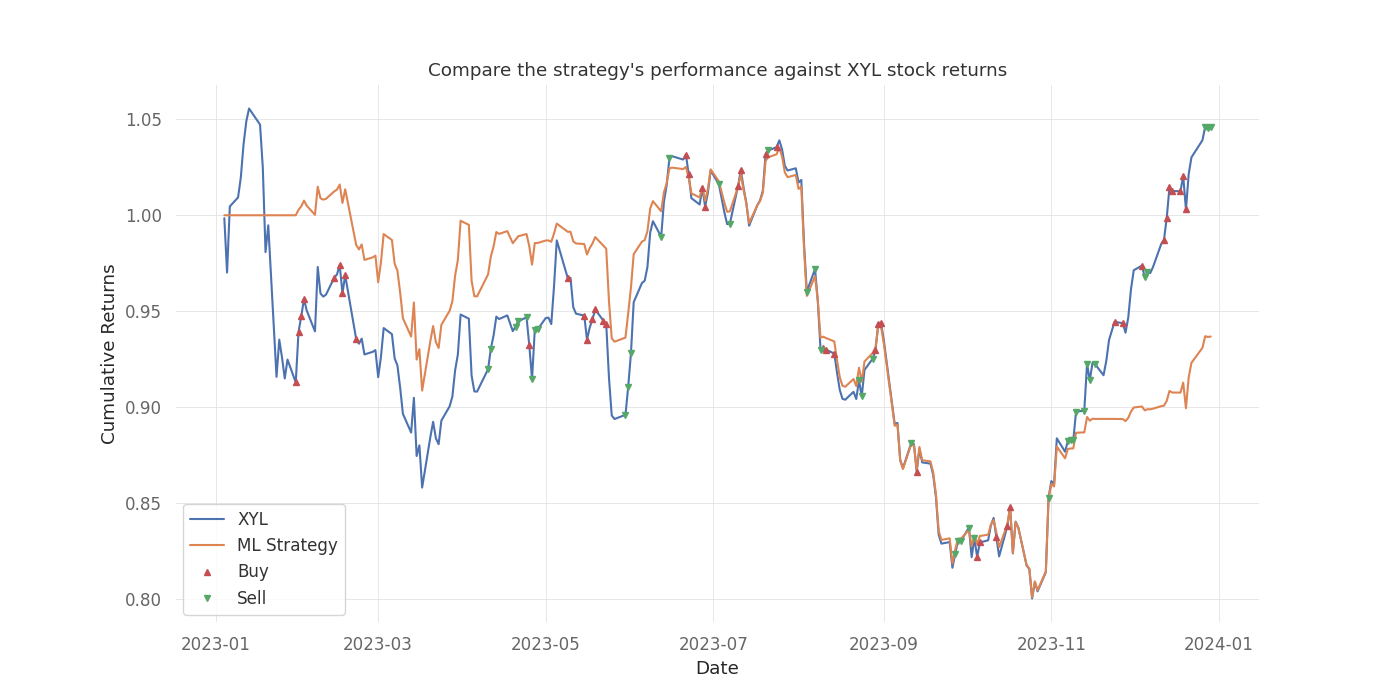 Compare the strategy's performance against XYL stock returns
Cumulative Returns
1.05
1.00
0.95
0.90
0.85
0.80
XYL
ML Strategy
Buy
Sell
2023-01 2023-03 2023-05 2023-07 2023-09 2023-11 2024-01
Date